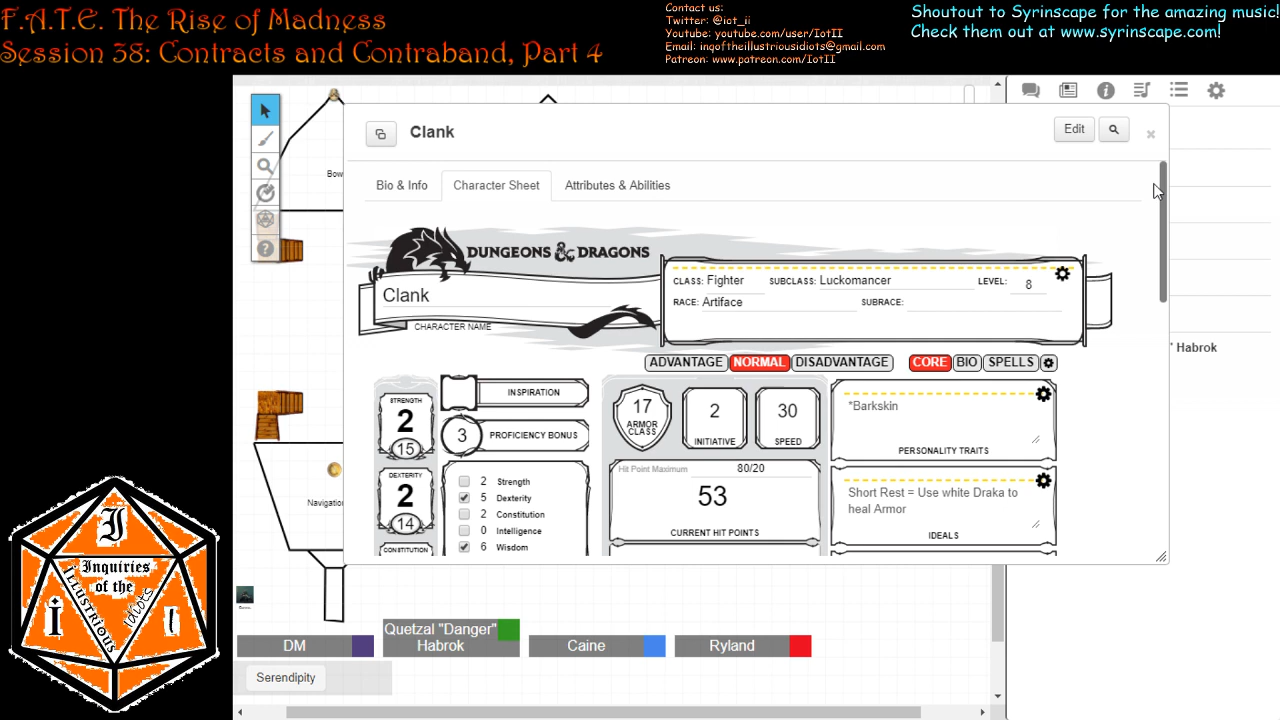 F.A.T.E. The Rise of Madness
Session 38: Contracts and Contraband, Part 4
Contact us:
Twitter: @iot_ii
Youtube: youtube.com/user/IotII
Email: inqoftheillustriousidiots@gmail.com
Patreon: www.patreon.com/IotII
Shoutout to Syrinscape for the amazing music!
Check them out at www.syrinscape.com!
Clank
Edit
Bio & Info
Character Sheet
Attributes & Abilities
Bow
DUNGEONS & DRAGONS
Clank
CHARACTER NAME
CLASS: Fighter SUBCLASS: Luckomancer LEVEL: 8
RACE: Artiface SUBRACE:
ADVANTAGE NORMAL DISADVANTAGE CORE BIO SPELLS
STRENGTH
2
15
DEXTERITY
2
14
CONSTITUTION
INSPIRATION
3 PROFICIENCY BONUS
2 Strength
5 Dexterity
2 Constitution
0 Intelligence
6 Wisdom
17
ARMOR
CLASS
2
INITIATIVE
30
SPEED
Hit Point Maximum 80/20
53
CURRENT HIT POINTS
*Barkskin
PERSONALITY TRAITS
Short Rest = Use white Draka to
heal Armor
IDEALS
" Habrok
Navigation
DM
Quetzal "Danger"
Habrok
Caine
Ryland
Serendipity
I
Inquiries
of the
illustrious
idiots
i
I